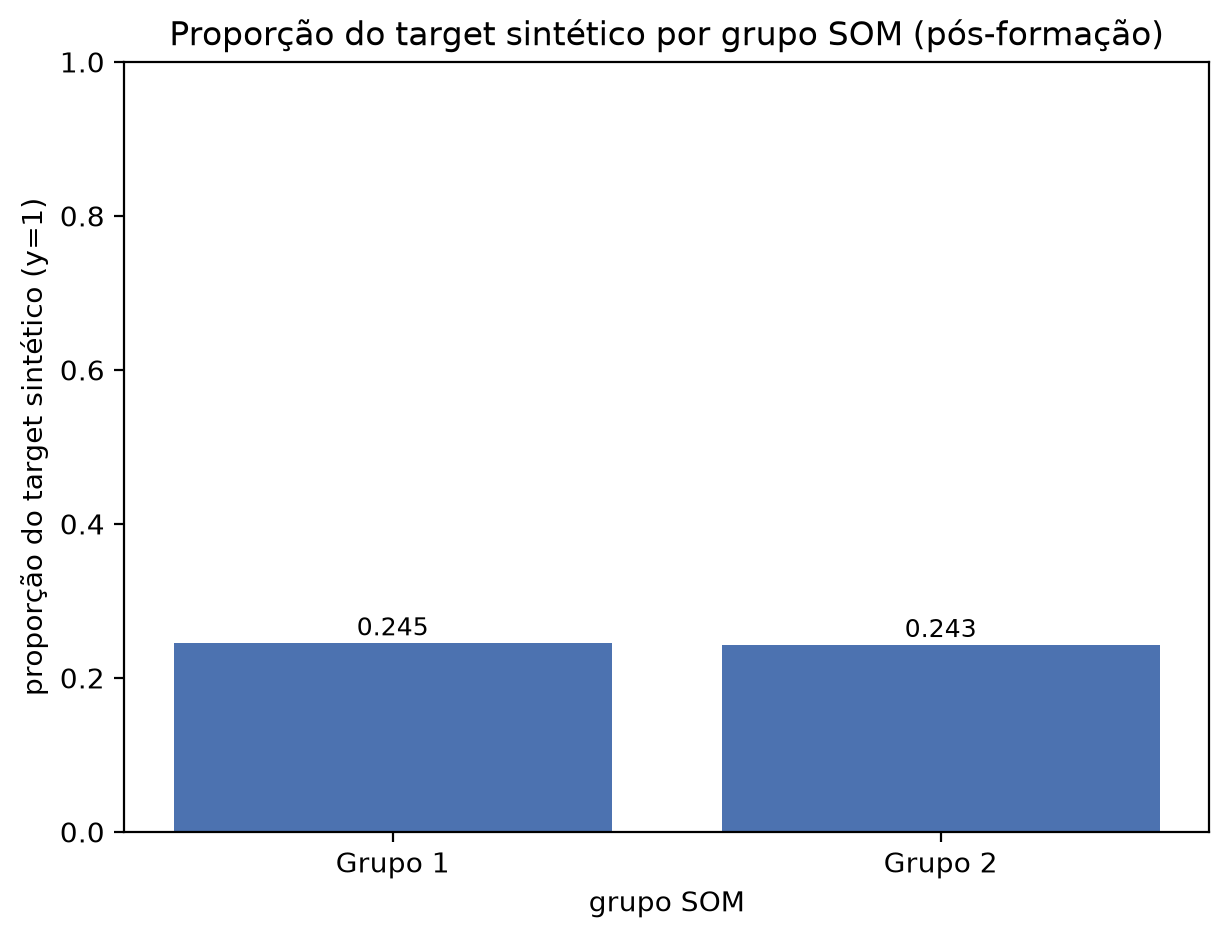 Proporção do target sintético por grupo SOM (pós-formação)
proporção do target sintético (y=1)
1.0
0.8
0.6
0.4
0.2
0.0
0.245
0.243
Grupo 1
Grupo 2
grupo SOM